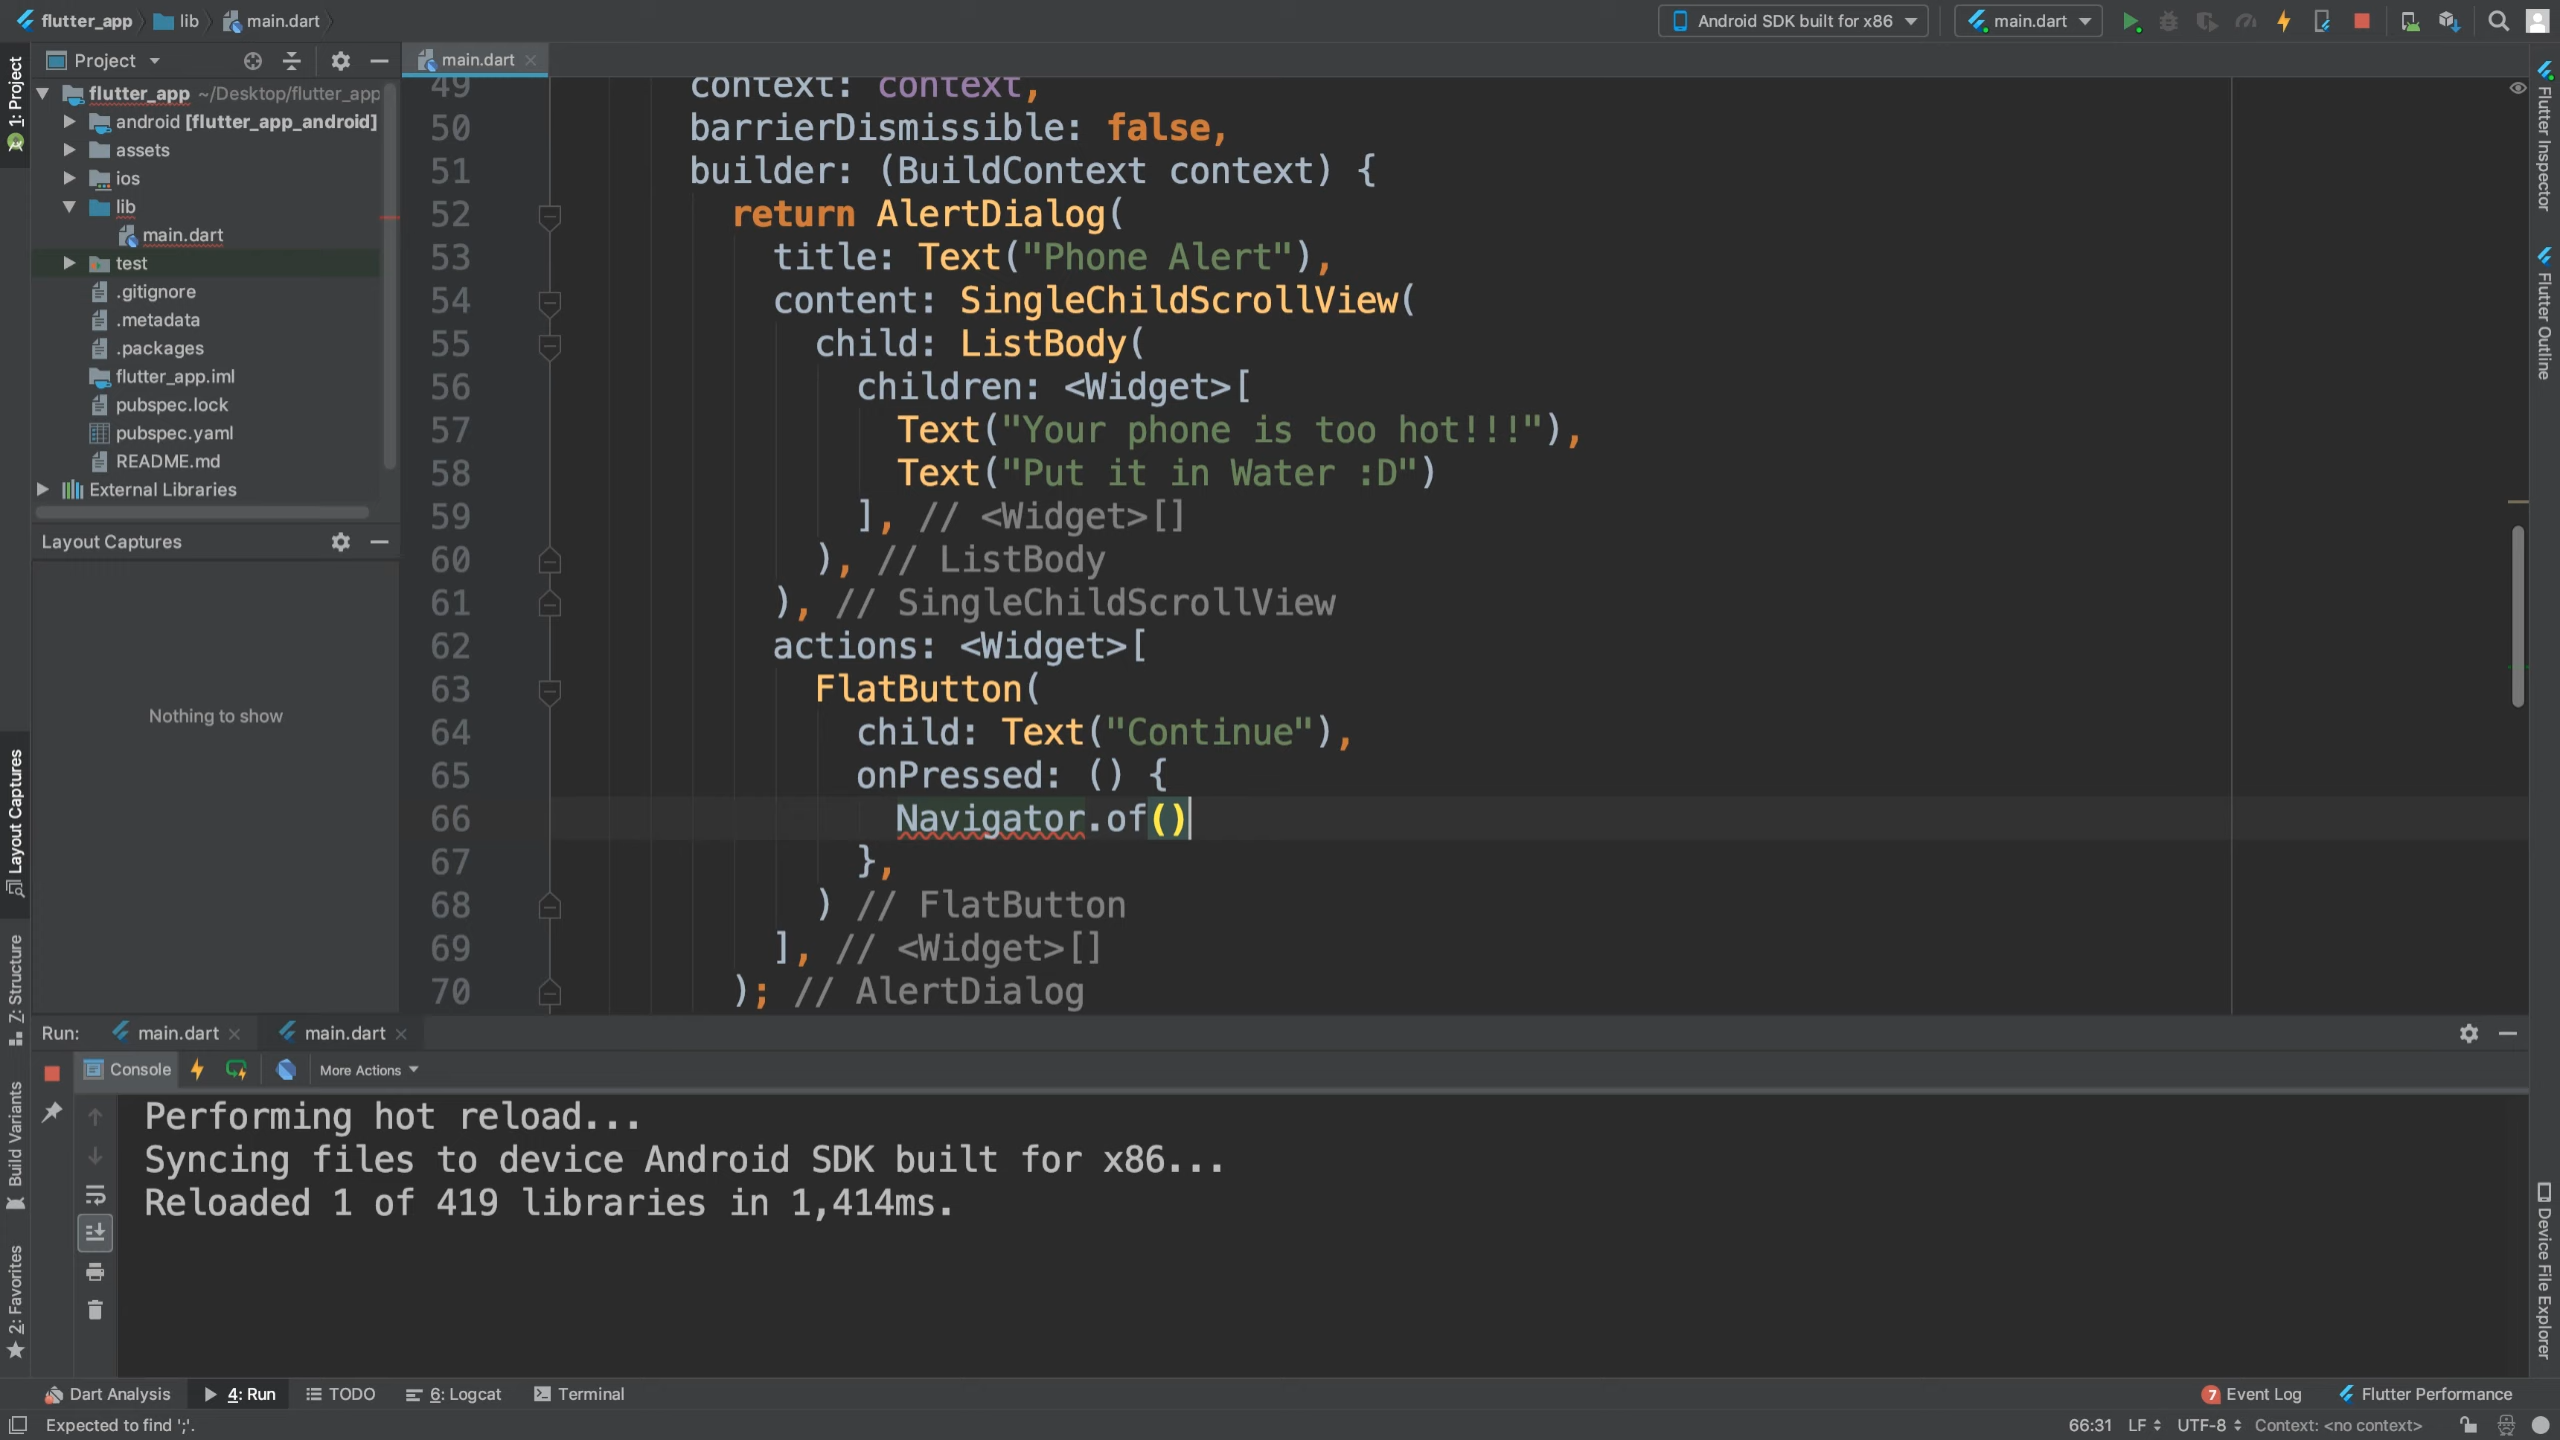 flutter_app lib main.dart Android SDK built for x86 main.dart
Project main.dart
flutter_app ~/Desktop/flutter_app
android [flutter_app_android]
assets
ios
lib
main.dart
test
.gitignore
.metadata
.packages
flutter_app.iml
pubspec.lock
pubspec.yaml
README.md
External Libraries
Layout Captures
Nothing to show
1: Project
Layout Captures
Z: Structure
Build Variants
2: Favorites
49 context: context,
50 barrierDismissible: false,
51 builder: (BuildContext context) {
52 return AlertDialog(
53 title: Text("Phone Alert"),
54 content: SingleChildScrollView(
55 child: ListBody(
56 children: <Widget>[
57 Text("Your phone is too hot!!!"),
58 Text("Put it in Water :D")
59 ], // <Widget>[]
60 ), // ListBody
61 ), // SingleChildScrollView
62 actions: <Widget>[
63 FlatButton(
64 child: Text("Continue"),
65 onPressed: () {
66 Navigator.of()
67 },
68 ) // FlatButton
69 ], // <Widget>[]
70 ); // AlertDialog
Flutter Inspector
Flutter Outline
Device File Explorer
Run: main.dart main.dart
Console More Actions
Performing hot reload...
Syncing files to device Android SDK built for x86...
Reloaded 1 of 419 libraries in 1,414ms.
Dart Analysis 4: Run TODO 6: Logcat Terminal 7 Event Log Flutter Performance
Expected to find ';'. 66:31 LF UTF-8 Context: <no context>